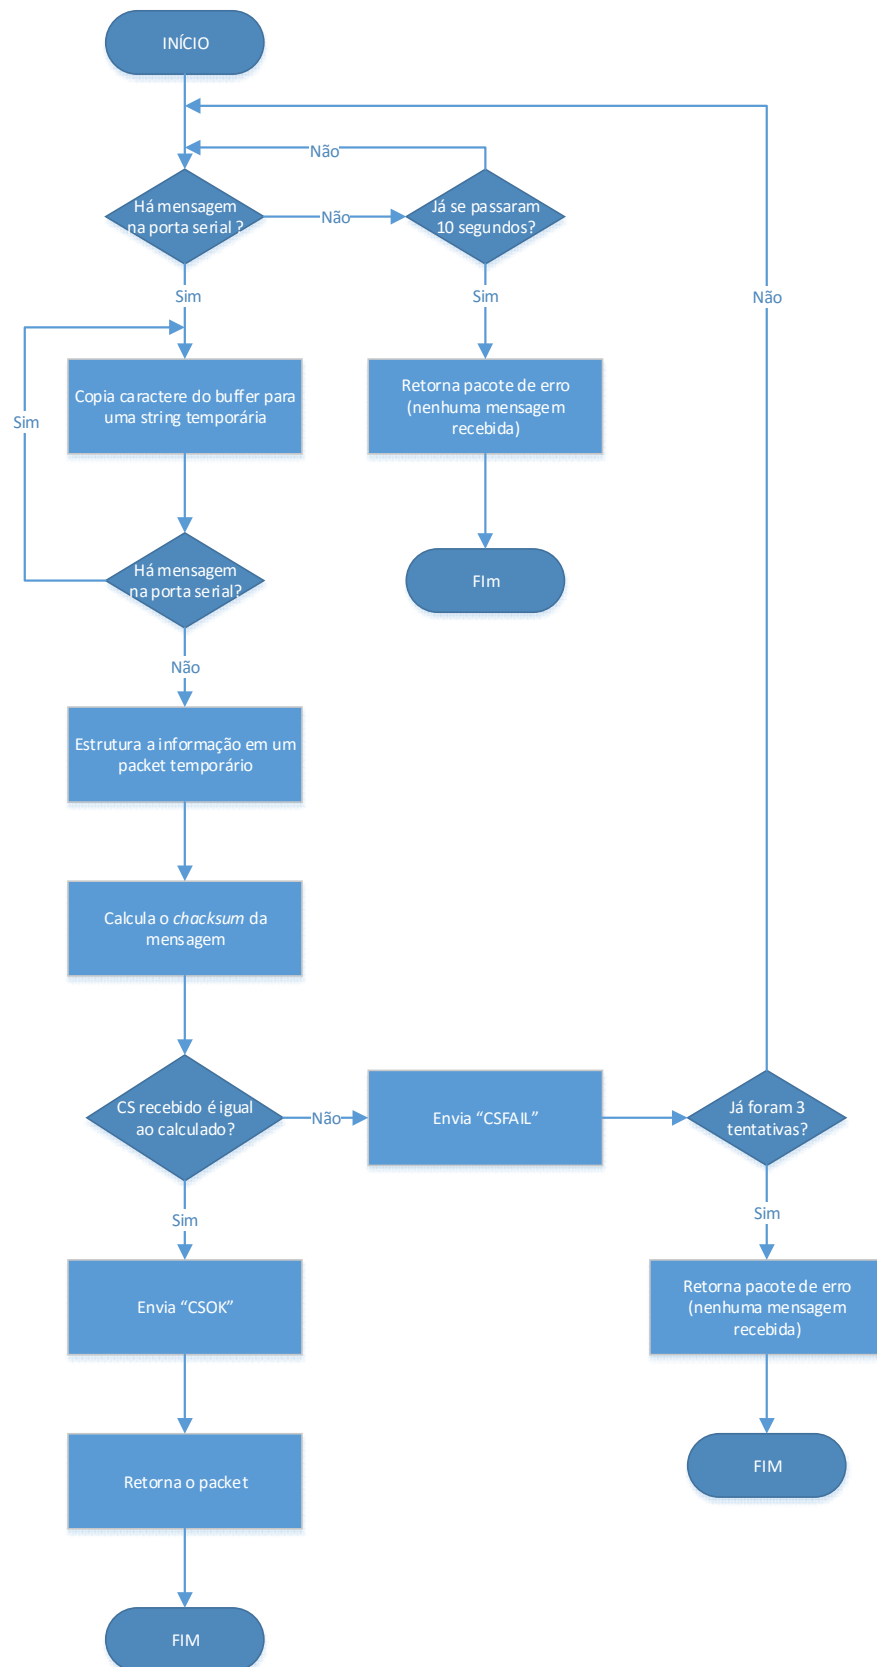 INÍCIO
Não
Há mensagem
na porta serial ?
Não
Já se passaram
10 segundos?
Sim
Sim
Não
Copia caractere do buffer para
uma string temporária
Retorna pacote de erro
(nenhuma mensagem
recebida)
Sim
Há mensagem
na porta serial?
FIm
Não
Estrutura a informação em um
packet temporário
Calcula o chacksum da
mensagem
CS recebido é igual
ao calculado?
Não
Envia “CSFAIL”
Já foram 3
tentativas?
Sim
Sim
Envia “CSOK”
Retorna pacote de erro
(nenhuma mensagem
recebida)
Retorna o packet
FIM
FIM